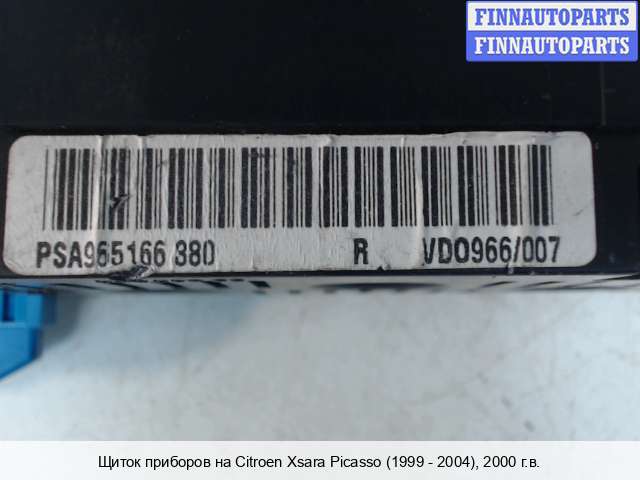 FINNAUTOPARTS
FINNAUTOPARTS
PSA965166 380 R VDO966/007
Щиток приборов на Citroen Xsara Picasso (1999 - 2004), 2000 г.в.